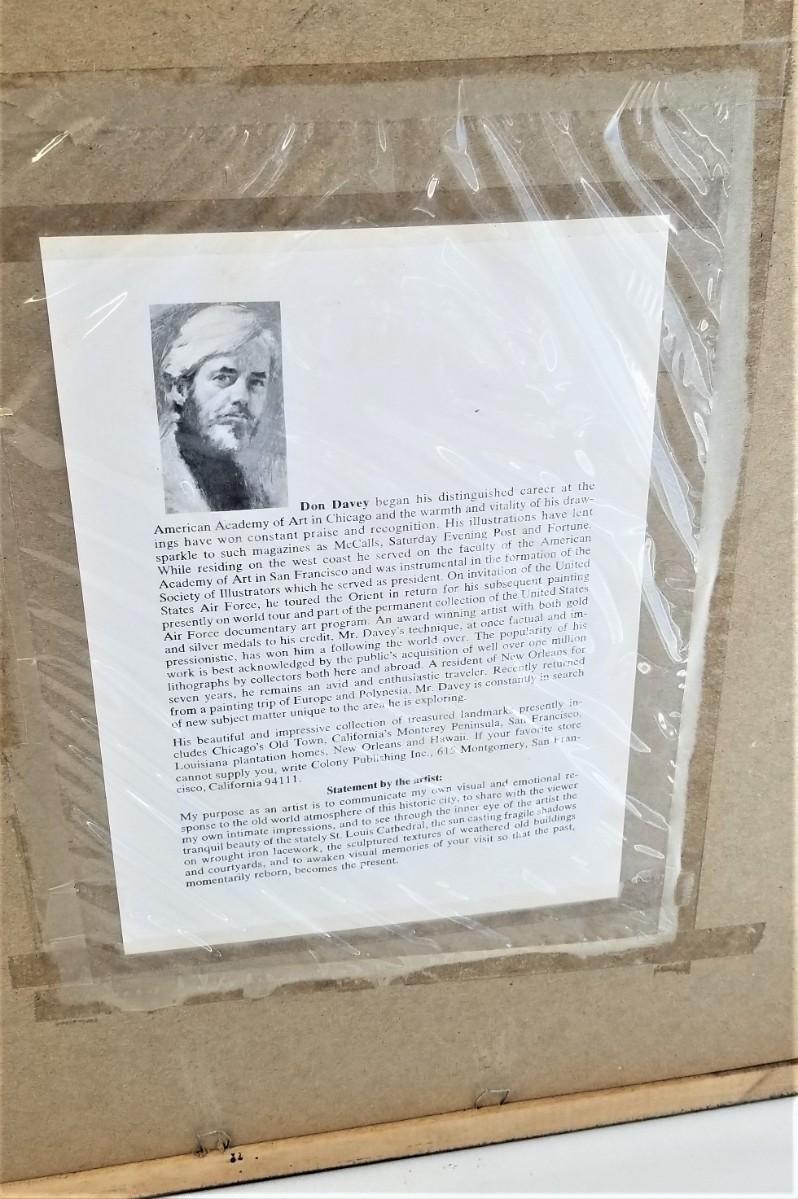 Don Davey began his distinguished career at the
American Academy of Art in Chicago and the warmth and vitality of his draw-
ings have won constant praise and recognition. His illustrations have lent
sparkle to such magazines as McCalls, Saturday Evening Post and Fortune.
While residing on the west coast he served on the faculty of the American
Academy of Art in San Francisco and was instrumental in the formation of the
Society of Illustrators which he served as president. On invitation of the United
States Air Force, he toured the Orient in return for his subsequent painting
presently on world tour and part of the permanent collection of the United States
Air Force documentary art program. An award winning artist with both gold
and silver medals to his credit, Mr. Davey's technique, at once factual and im-
pressionistic, has won him a following the world over. The popularity of his
work is best acknowledged by the public's acquisition of well over one million
lithographs by collectors both here and abroad. A resident of New Orleans for
seven years, he remains an avid and enthusiastic traveler. Recently returned
from a painting trip of Europe and Polynesia, Mr. Davey is constantly in search
of new subject matter unique to the area he is exploring.
His beautiful and impressive collection of treasured landmarks presently in-
cludes Chicago's Old Town, California's Monterey Peninsula, San Francisco,
Louisiana plantation homes, New Orleans and Hawaii. If your favorite store
cannot supply you, write Colony Publishing Inc., 615 Montgomery, San Fran-
cisco, California 94111.
Statement by the artist:
My purpose as an artist is to communicate my own visual and emotional re-
sponse to the old world atmosphere of this historic city, to share with the viewer
my own intimate impressions, and to see through the inner eye of the artist the
tranquil beauty of the stately St. Louis Cathedral, the sun casting fragile shadows
on wrought iron lacework, the sculptured textures of weathered old buildings
and courtyards, and to awaken visual memories of your visit so that the past,
momentarily reborn, becomes the present.